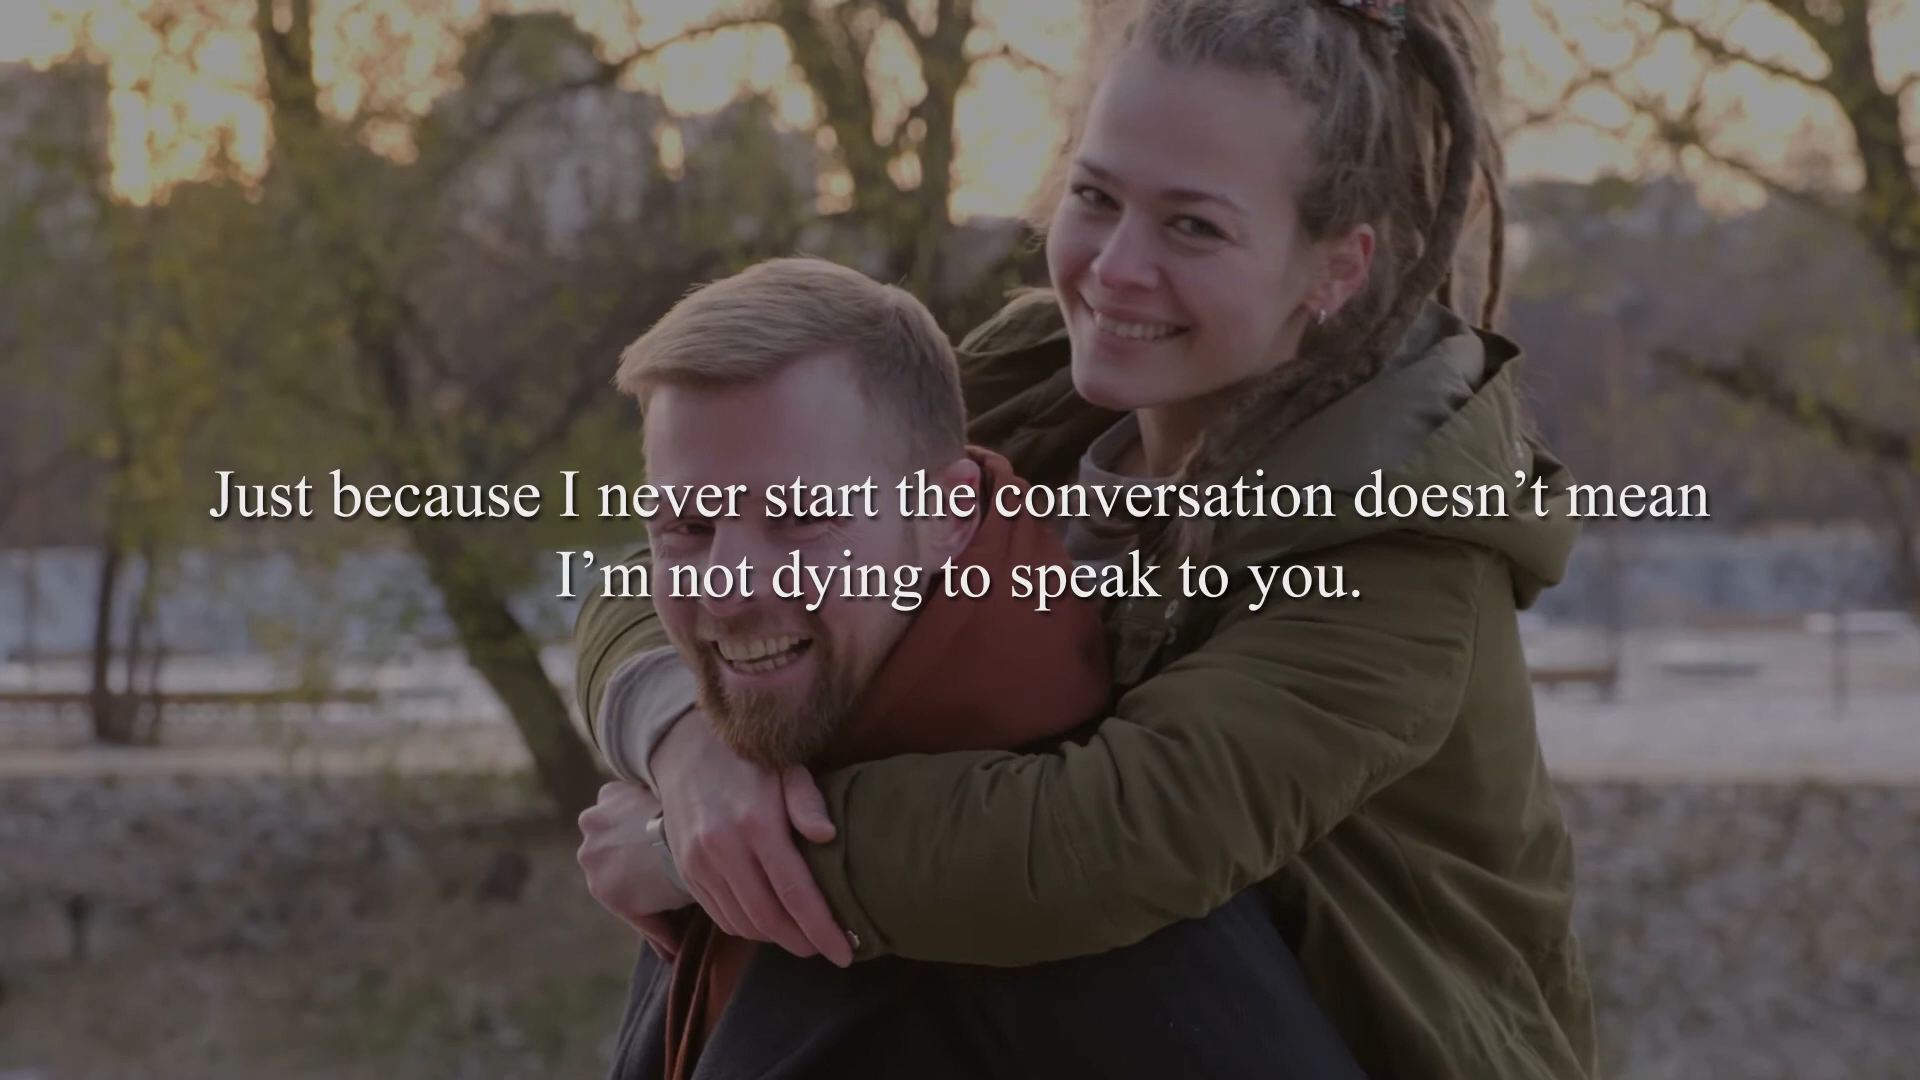 Just because I never start the conversation doesn’t mean
I’m not dying to speak to you.